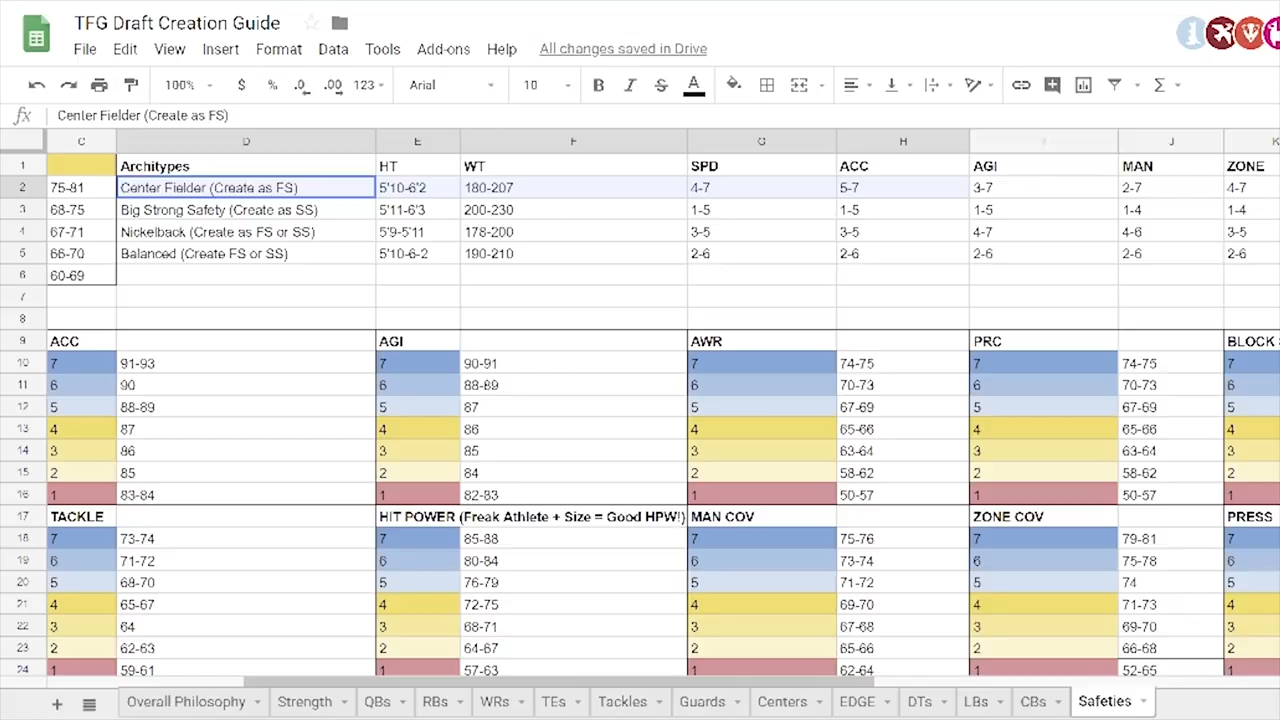 TFG Draft Creation Guide
File Edit View Insert Format Data Tools Add-ons Help All changes saved in Drive
100% $ % .0 .00 123 Arial 10 B I S A
fx Center Fielder (Create as FS)
C D E F G H I J K
1 Architypes HT WT SPD ACC AGI MAN ZONE
2 75-81 Center Fielder (Create as FS) 5'10-6'2 180-207 4-7 5-7 3-7 2-7 4-7
3 68-75 Big Strong Safety (Create as SS) 5'11-6'3 200-230 1-5 1-5 1-5 1-4 1-4
4 67-71 Nickelback (Create as FS or SS) 5'9-5'11 178-200 3-5 3-5 4-7 4-6 3-5
5 66-70 Balanced (Create FS or SS) 5'10-6-2 190-210 2-6 2-6 2-6 2-6 2-6
6 60-69
7
8
9 ACC AGI AWR PRC BLOCK
10 7 91-93 7 90-91 7 74-75 7 74-75 7
11 6 90 6 88-89 6 70-73 6 70-73 6
12 5 88-89 5 87 5 67-69 5 67-69 5
13 4 87 4 86 4 65-66 4 65-66 4
14 3 86 3 85 3 63-64 3 63-64 3
15 2 85 2 84 2 58-62 2 58-62 2
16 1 83-84 1 82-83 1 50-57 1 50-57 1
17 TACKLE HIT POWER (Freak Athlete + Size = Good HPW!) MAN COV ZONE COV PRESS
18 7 73-74 7 85-88 7 75-76 7 79-81 7
19 6 71-72 6 80-84 6 73-74 6 75-78 6
20 5 68-70 5 76-79 5 71-72 5 74 5
21 4 65-67 4 72-75 4 69-70 4 71-73 4
22 3 64 3 68-71 3 67-68 3 69-70 3
23 2 62-63 2 64-67 2 65-66 2 66-68 2
24 1 59-61 1 57-63 1 62-64 1 52-65 1
Overall Philosophy Strength QBs RBs WRs TEs Tackles Guards Centers EDGE DTs LBs CBs Safeties